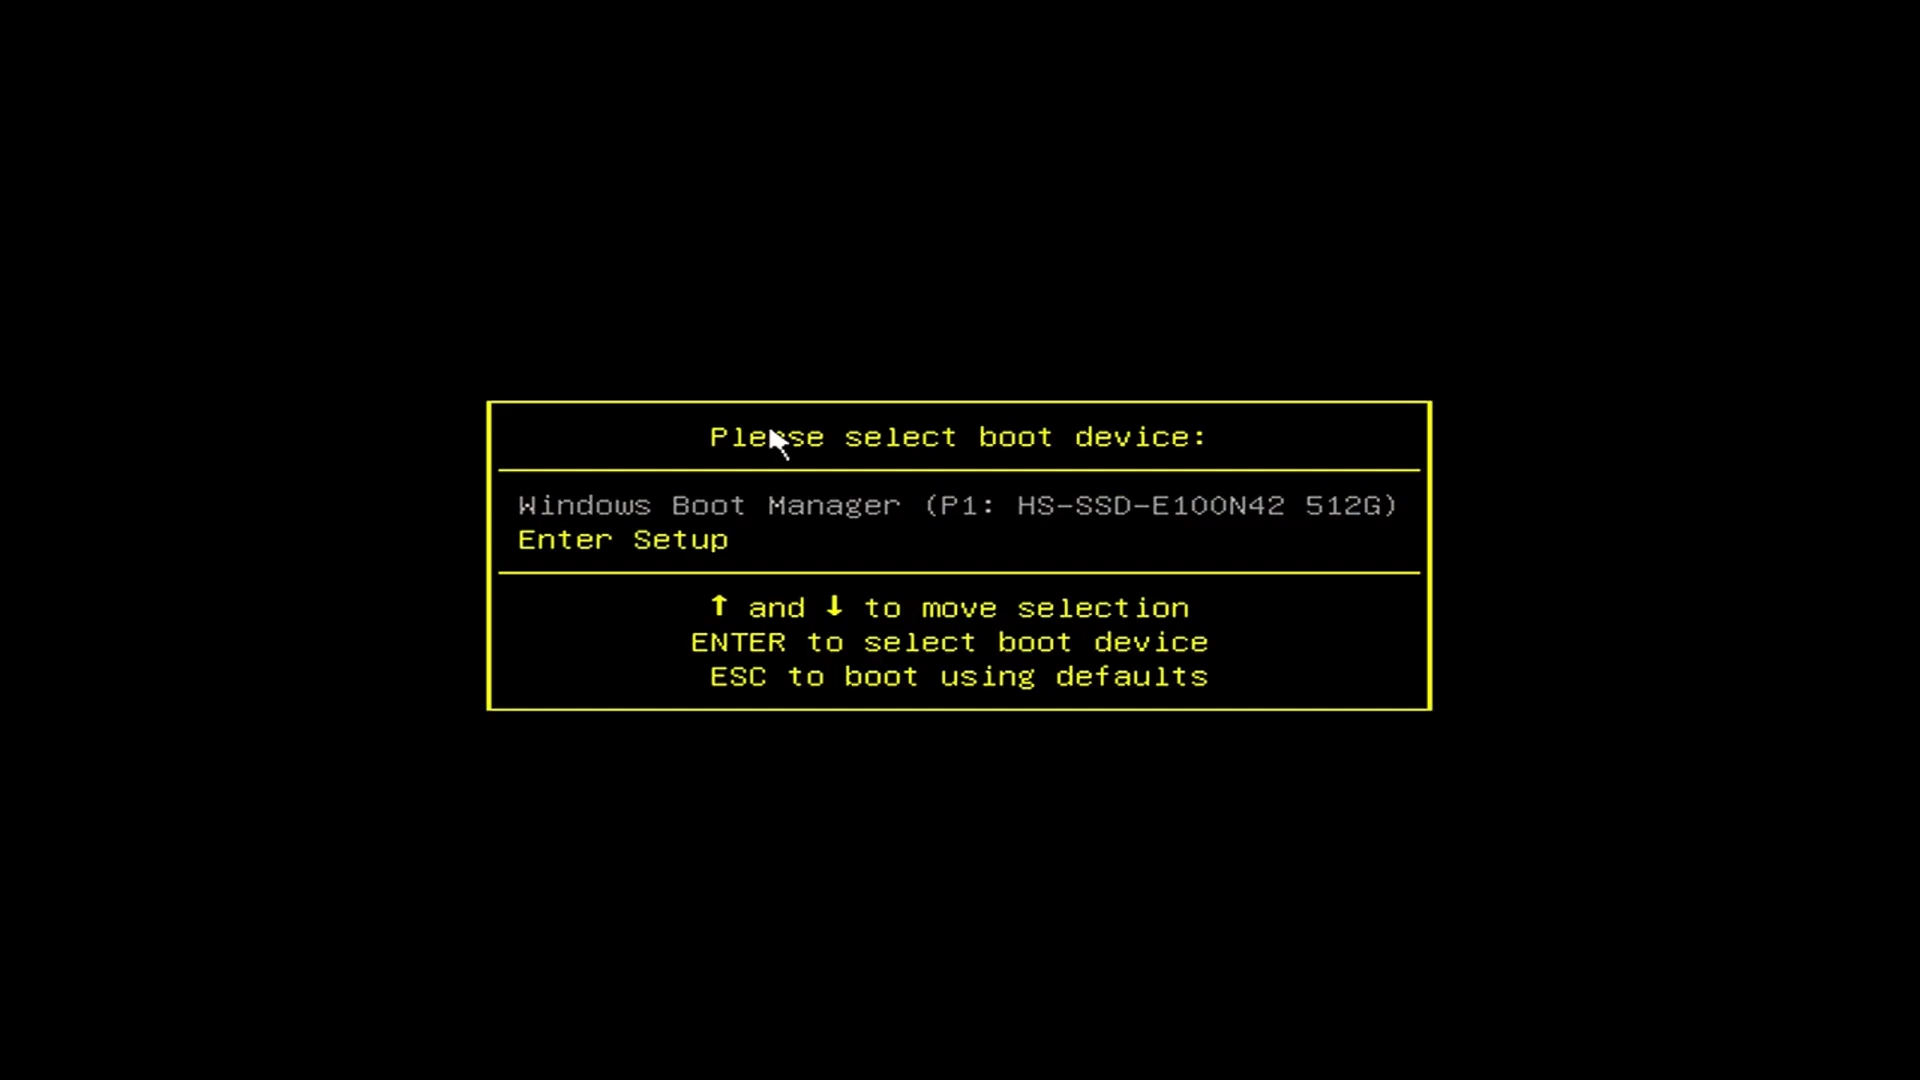 Please select boot device:
Windows Boot Manager (P1: HS-SSD-E100N42 512G)
Enter Setup
↑ and ↓ to move selection
ENTER to select boot device
ESC to boot using defaults